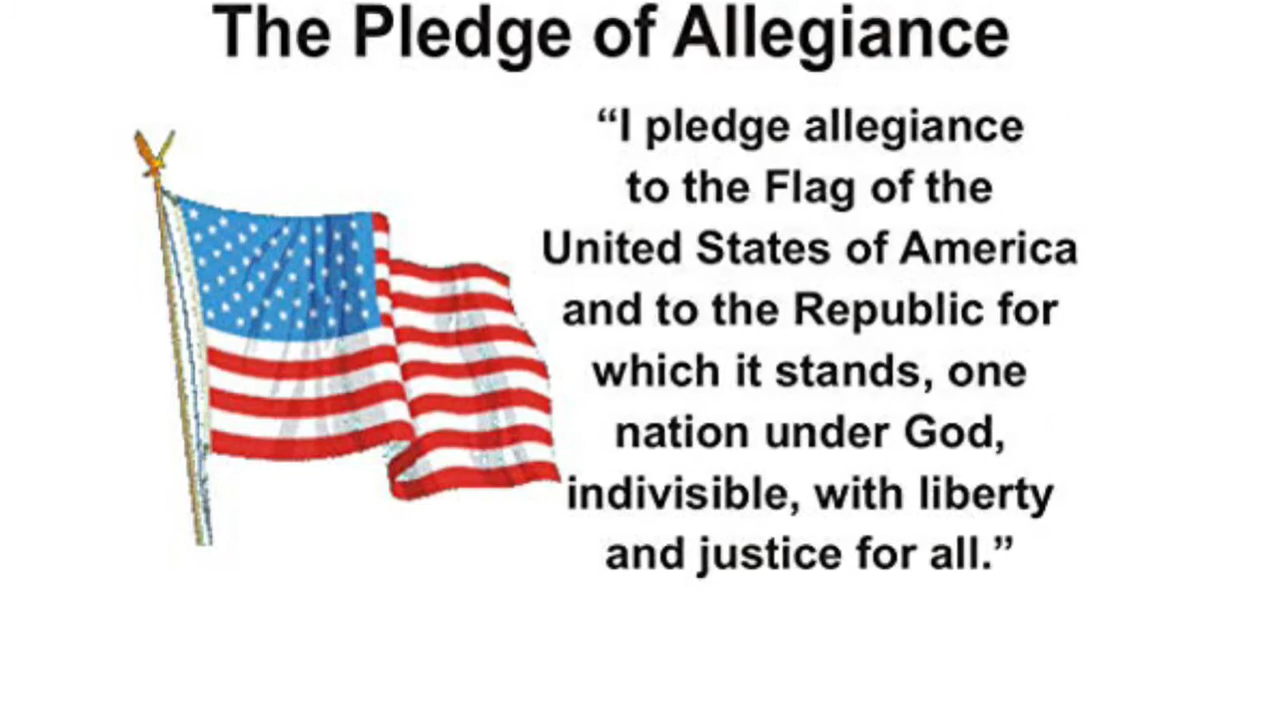 The Pledge of Allegiance
“I pledge allegiance
to the Flag of the
United States of America
and to the Republic for
which it stands, one
nation under God,
indivisible, with liberty
and justice for all.”